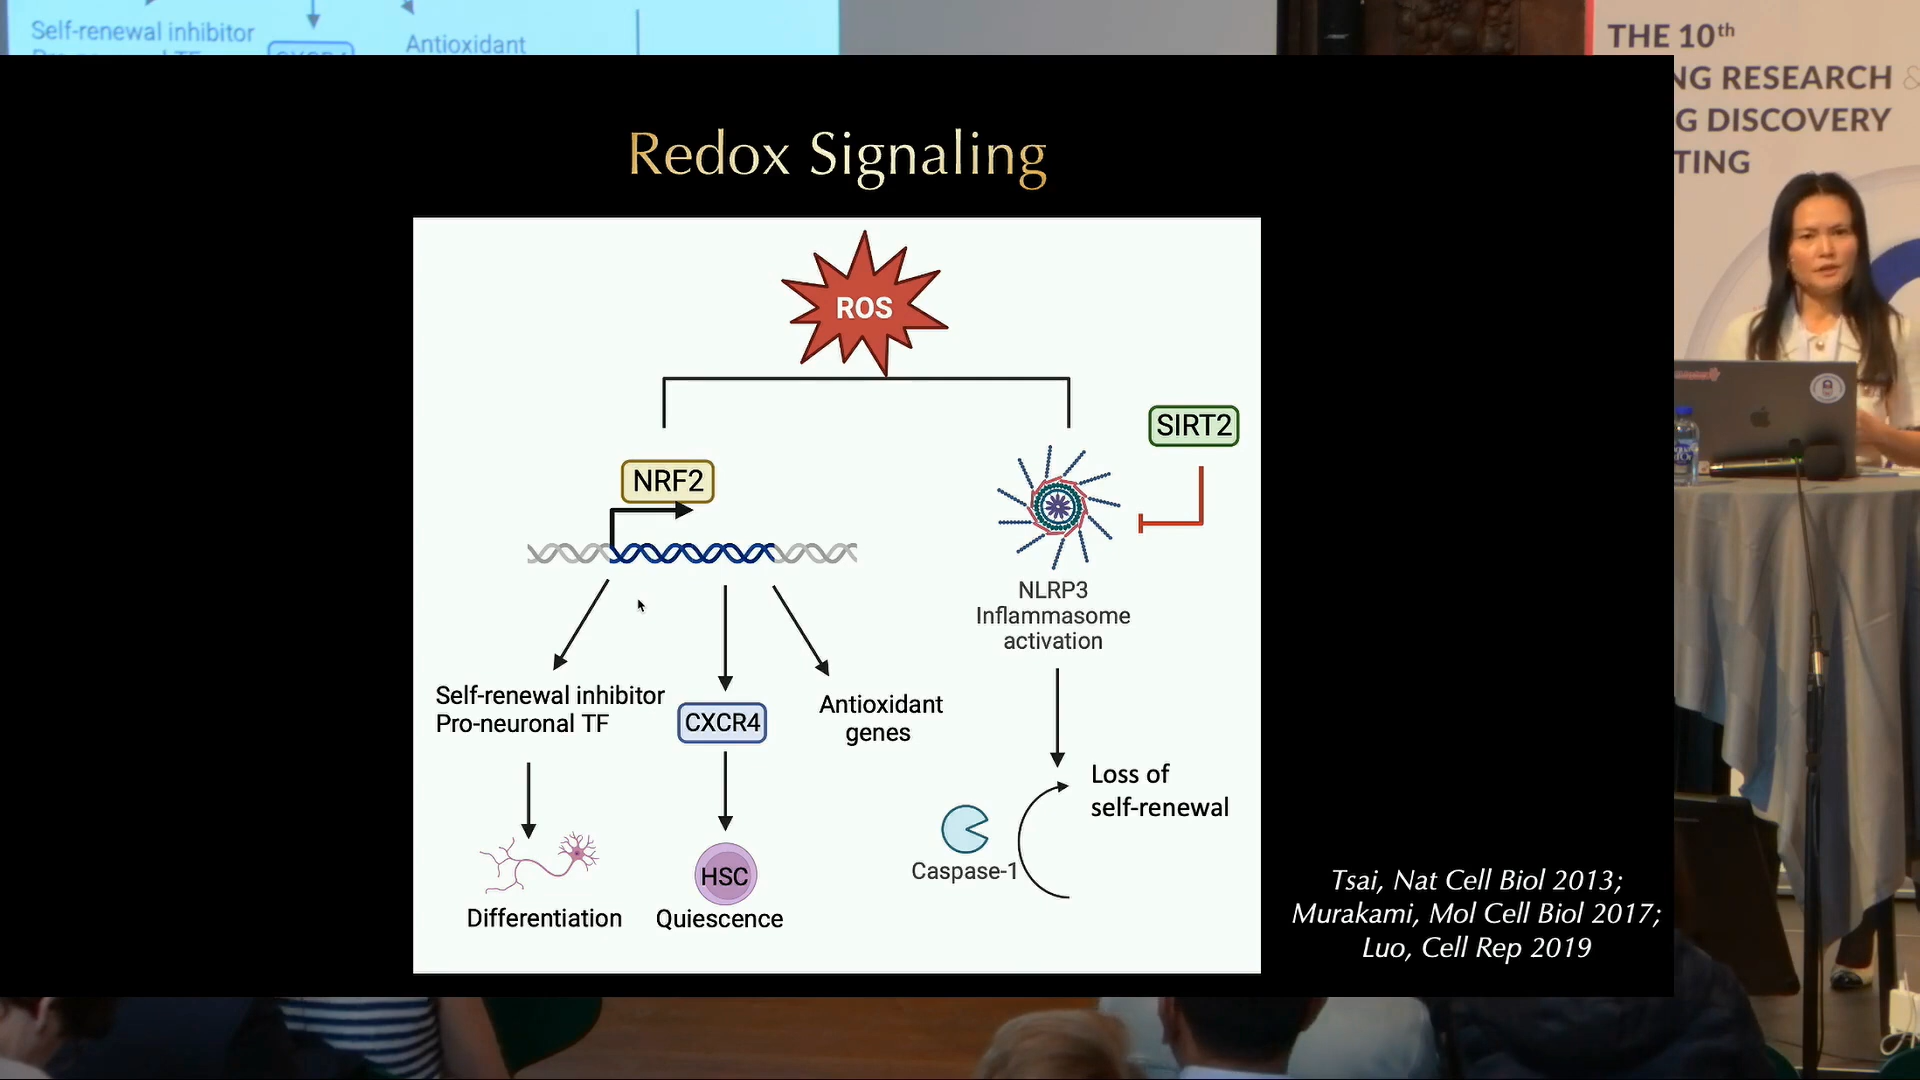 Self-renewal inhibitor
Antioxidant
THE 10th
NG RESEARCH &
G DISCOVERY
TING
Redox Signaling
ROS
SIRT2
NRF2
NLRP3
Inflammasome
activation
Self-renewal inhibitor
Pro-neuronal TF
CXCR4
Antioxidant
genes
Loss of
self-renewal
Caspase-1
HSC
Differentiation
Quiescence
Tsai, Nat Cell Biol 2013;
Murakami, Mol Cell Biol 2017;
Luo, Cell Rep 2019